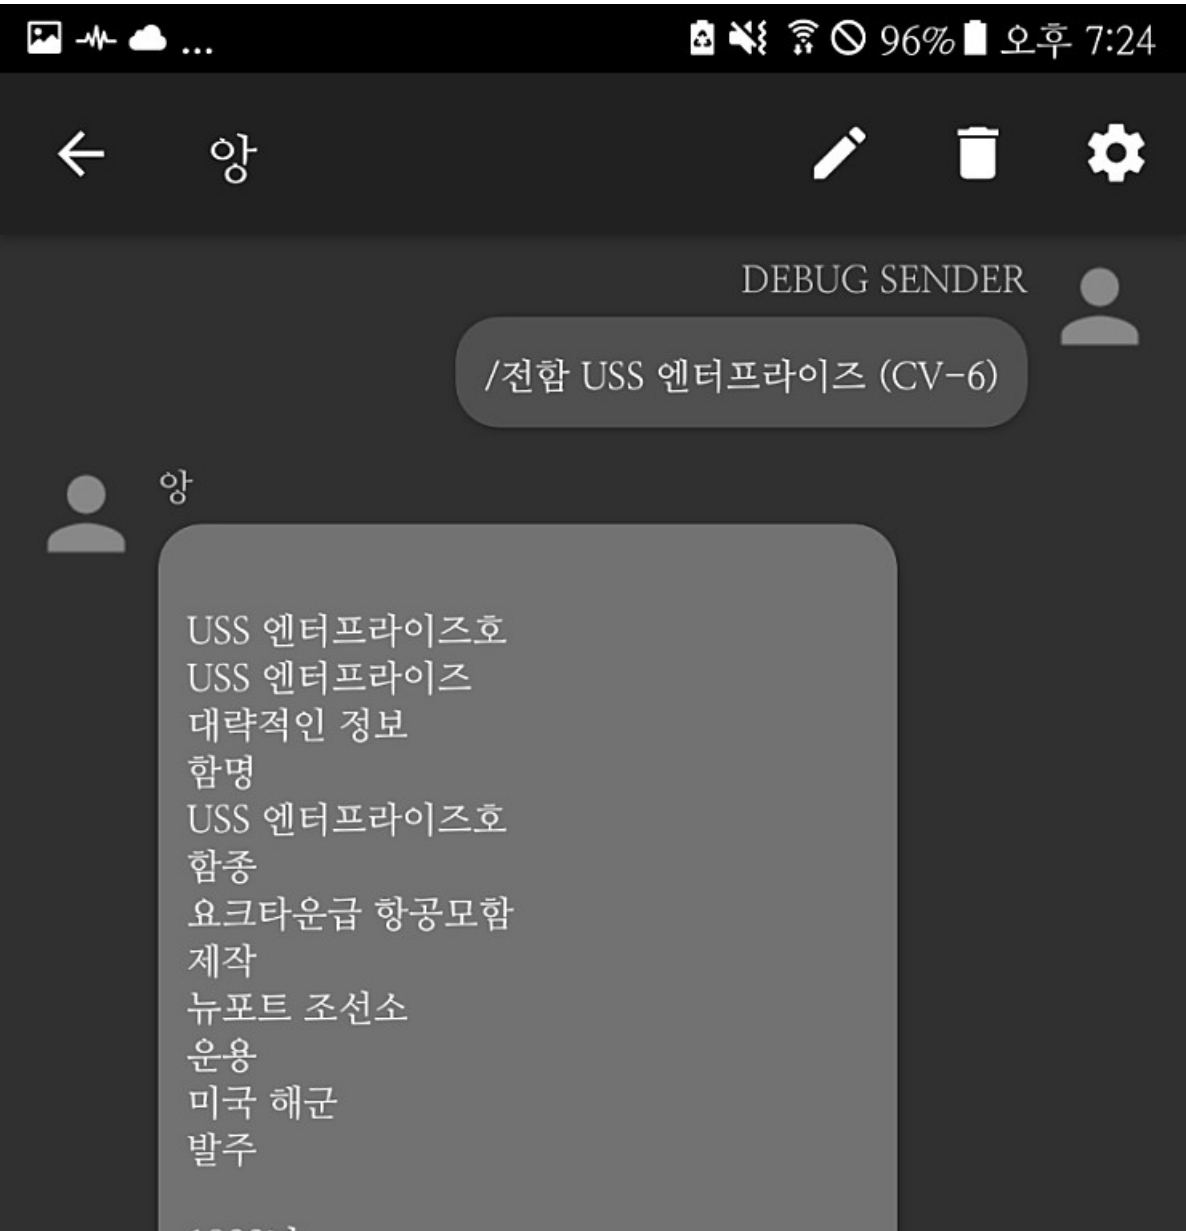 ... 96% 오후 7:24
앙
DEBUG SENDER
/전함 USS 엔터프라이즈 (CV-6)
앙
USS 엔터프라이즈호
USS 엔터프라이즈
대략적인 정보
함명
USS 엔터프라이즈호
함종
요크타운급 항공모함
제작
뉴포트 조선소
운용
미국 해군
발주